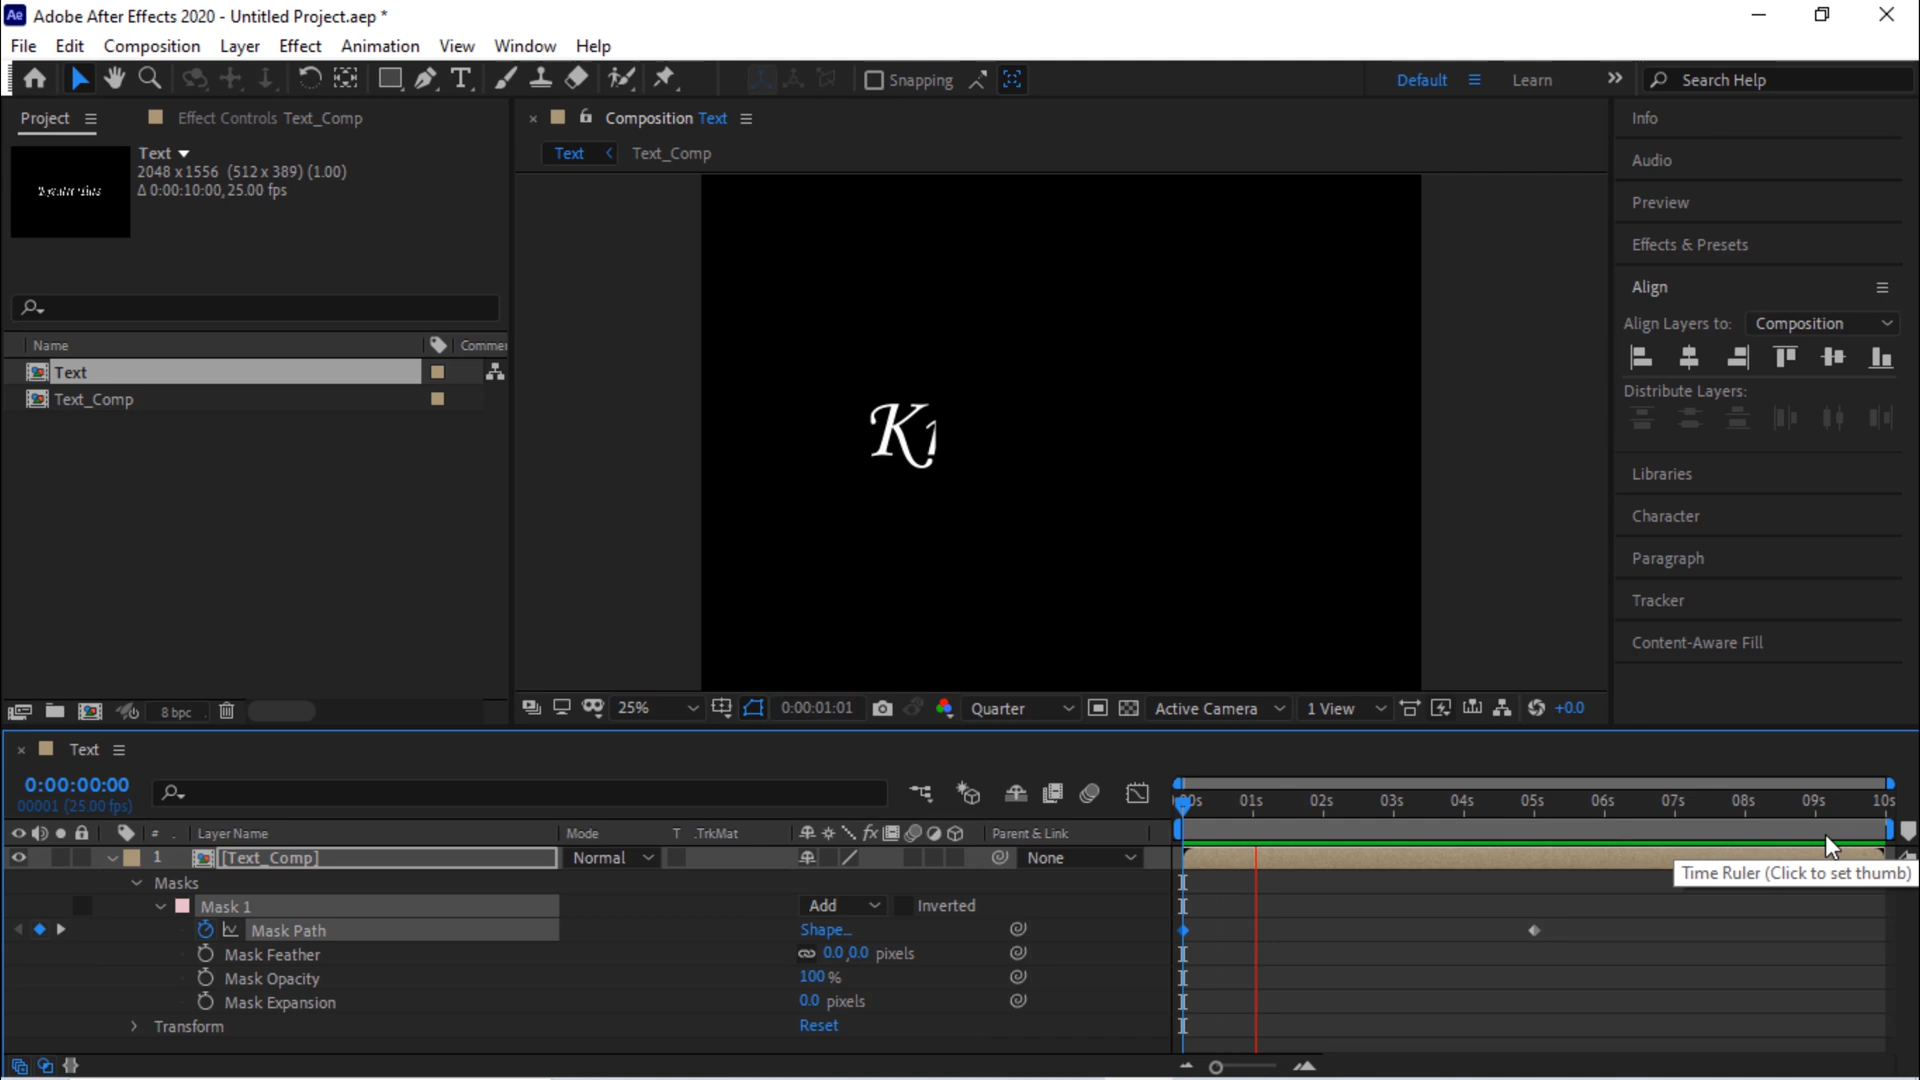 Ae Adobe After Effects 2020 - Untitled Project.aep *
File Edit Composition Layer Effect Animation View Window Help
Snapping Default Learn Search Help
Project Effect Controls Text_Comp
Text
2048 x 1556 (512 x 389) (1.00)
Δ 0:00:10:00, 25.00 fps
Name Commer
Text
Text_Comp
8 bpc
Composition Text
Text Text_Comp
K
25% 0:00:01:01 Quarter Active Camera 1 View +0.0
Info
Audio
Preview
Effects & Presets
Align
Align Layers to: Composition
Distribute Layers:
Libraries
Character
Paragraph
Tracker
Content-Aware Fill
Text
0:00:00:00
00001 (25.00 fps)
00s 01s 02s 03s 04s 05s 06s 07s 08s 09s 10s
# Layer Name Mode T .TrkMat Parent & Link
1 [Text_Comp] Normal None
Time Ruler (Click to set thumb)
Masks
Mask 1 Add Inverted
Mask Path Shape...
Mask Feather 0.0,0.0 pixels
Mask Opacity 100 %
Mask Expansion 0.0 pixels
Transform Reset